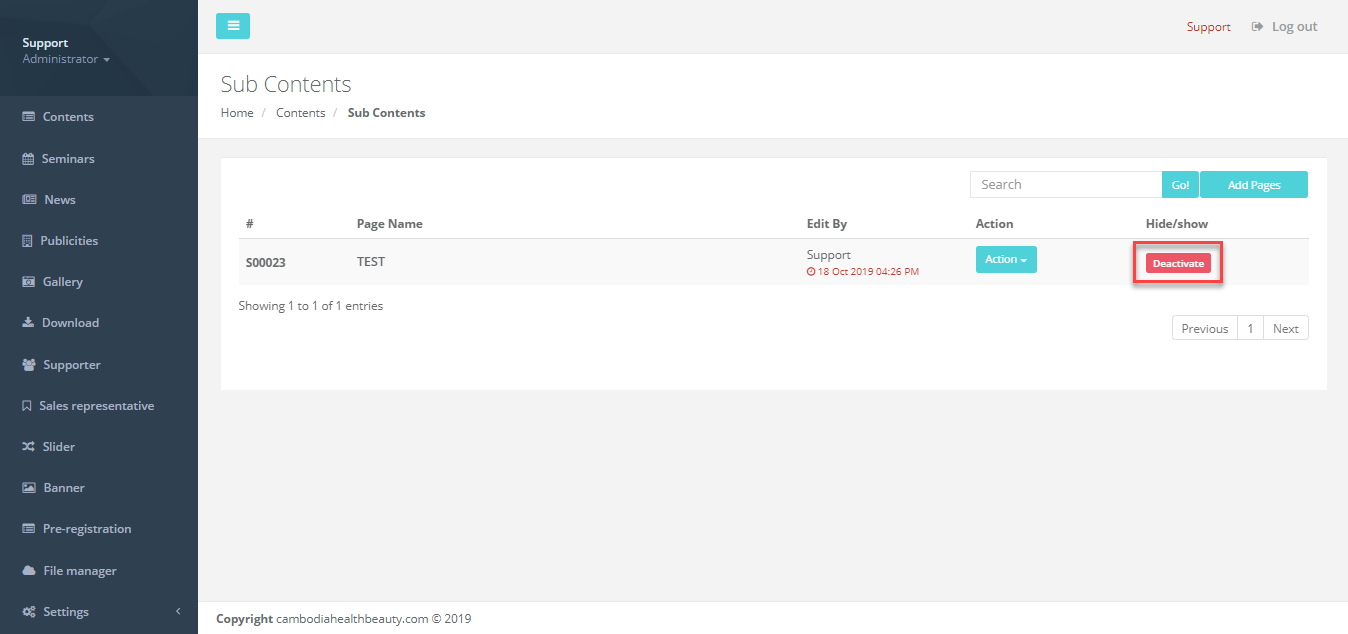 Support
Administrator
Contents
Seminars
News
Publicities
Gallery
Download
Supporter
Sales representative
Slider
Banner
Pre-registration
File manager
Settings
Support Log out
Sub Contents
Home / Contents / Sub Contents
Search Go! Add Pages
# Page Name Edit By Action Hide/show
S00023 TEST Support Action Deactivate
18 Oct 2019 04:26 PM
Showing 1 to 1 of 1 entries
Previous 1 Next
Copyright cambodiahealthbeauty.com © 2019